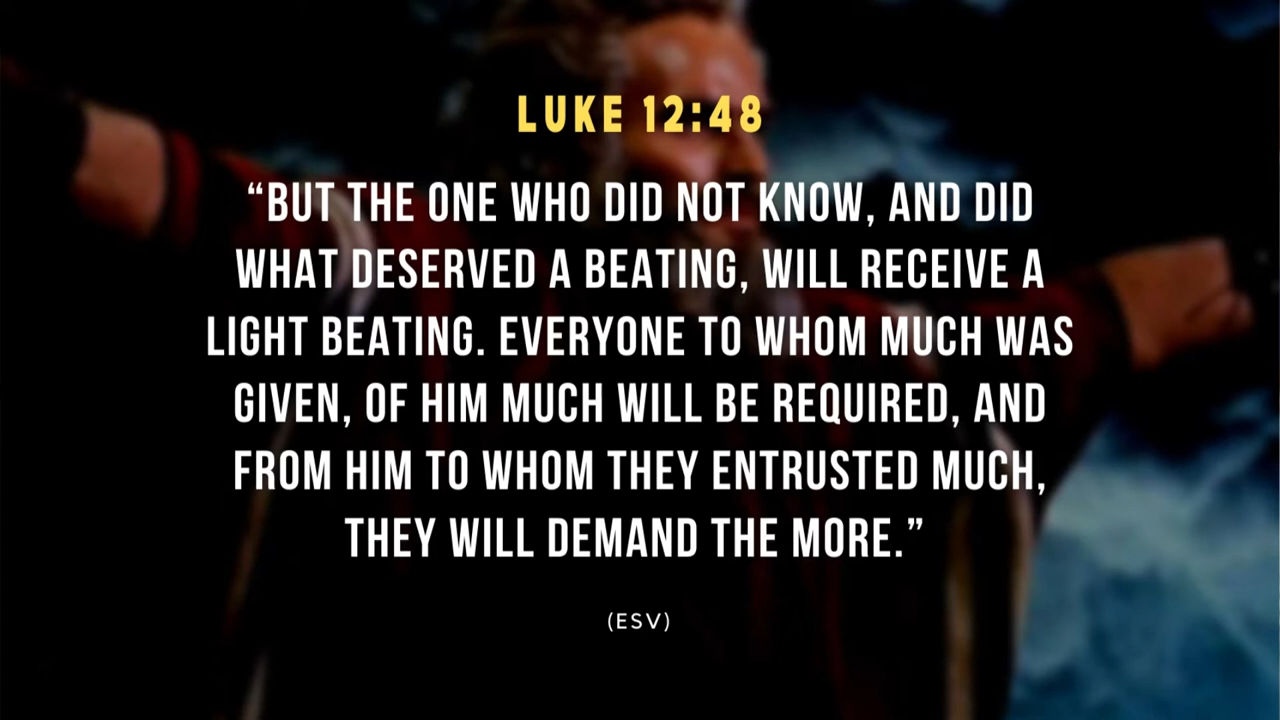 LUKE 12:48
“BUT THE ONE WHO DID NOT KNOW, AND DID
WHAT DESERVED A BEATING, WILL RECEIVE A
LIGHT BEATING. EVERYONE TO WHOM MUCH WAS
GIVEN, OF HIM MUCH WILL BE REQUIRED, AND
FROM HIM TO WHOM THEY ENTRUSTED MUCH,
THEY WILL DEMAND THE MORE.”
(ESV)